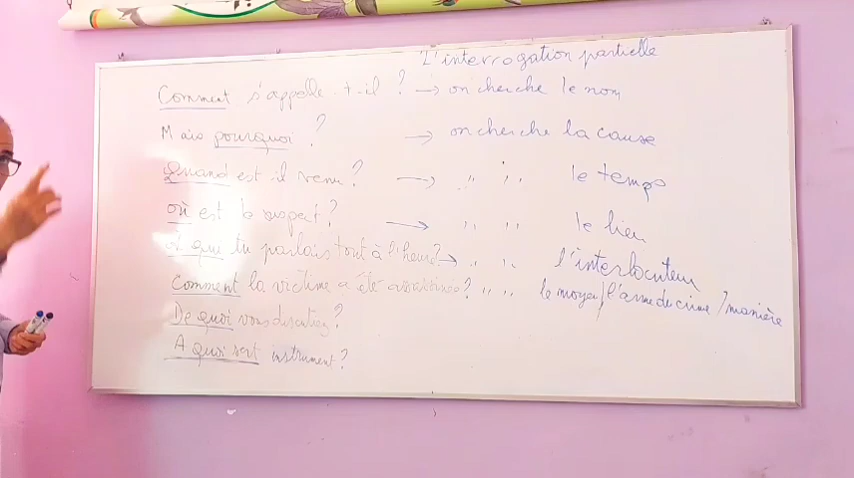 L'interrogation partielle
Comment s'appelle-t-il ? → on cherche le nom
Mais pourquoi ? → on cherche la cause
Quand est il venu ? → " " le temps
où est le suspect ? → " " le lieu
A qui tu parlais tout à l'heure ? → " " l'interlocuteur
Comment la victime a été assassinée ? " " le moyen / l'arme du crime / manière
De quoi vous discutiez ?
A quoi sert instrument ?